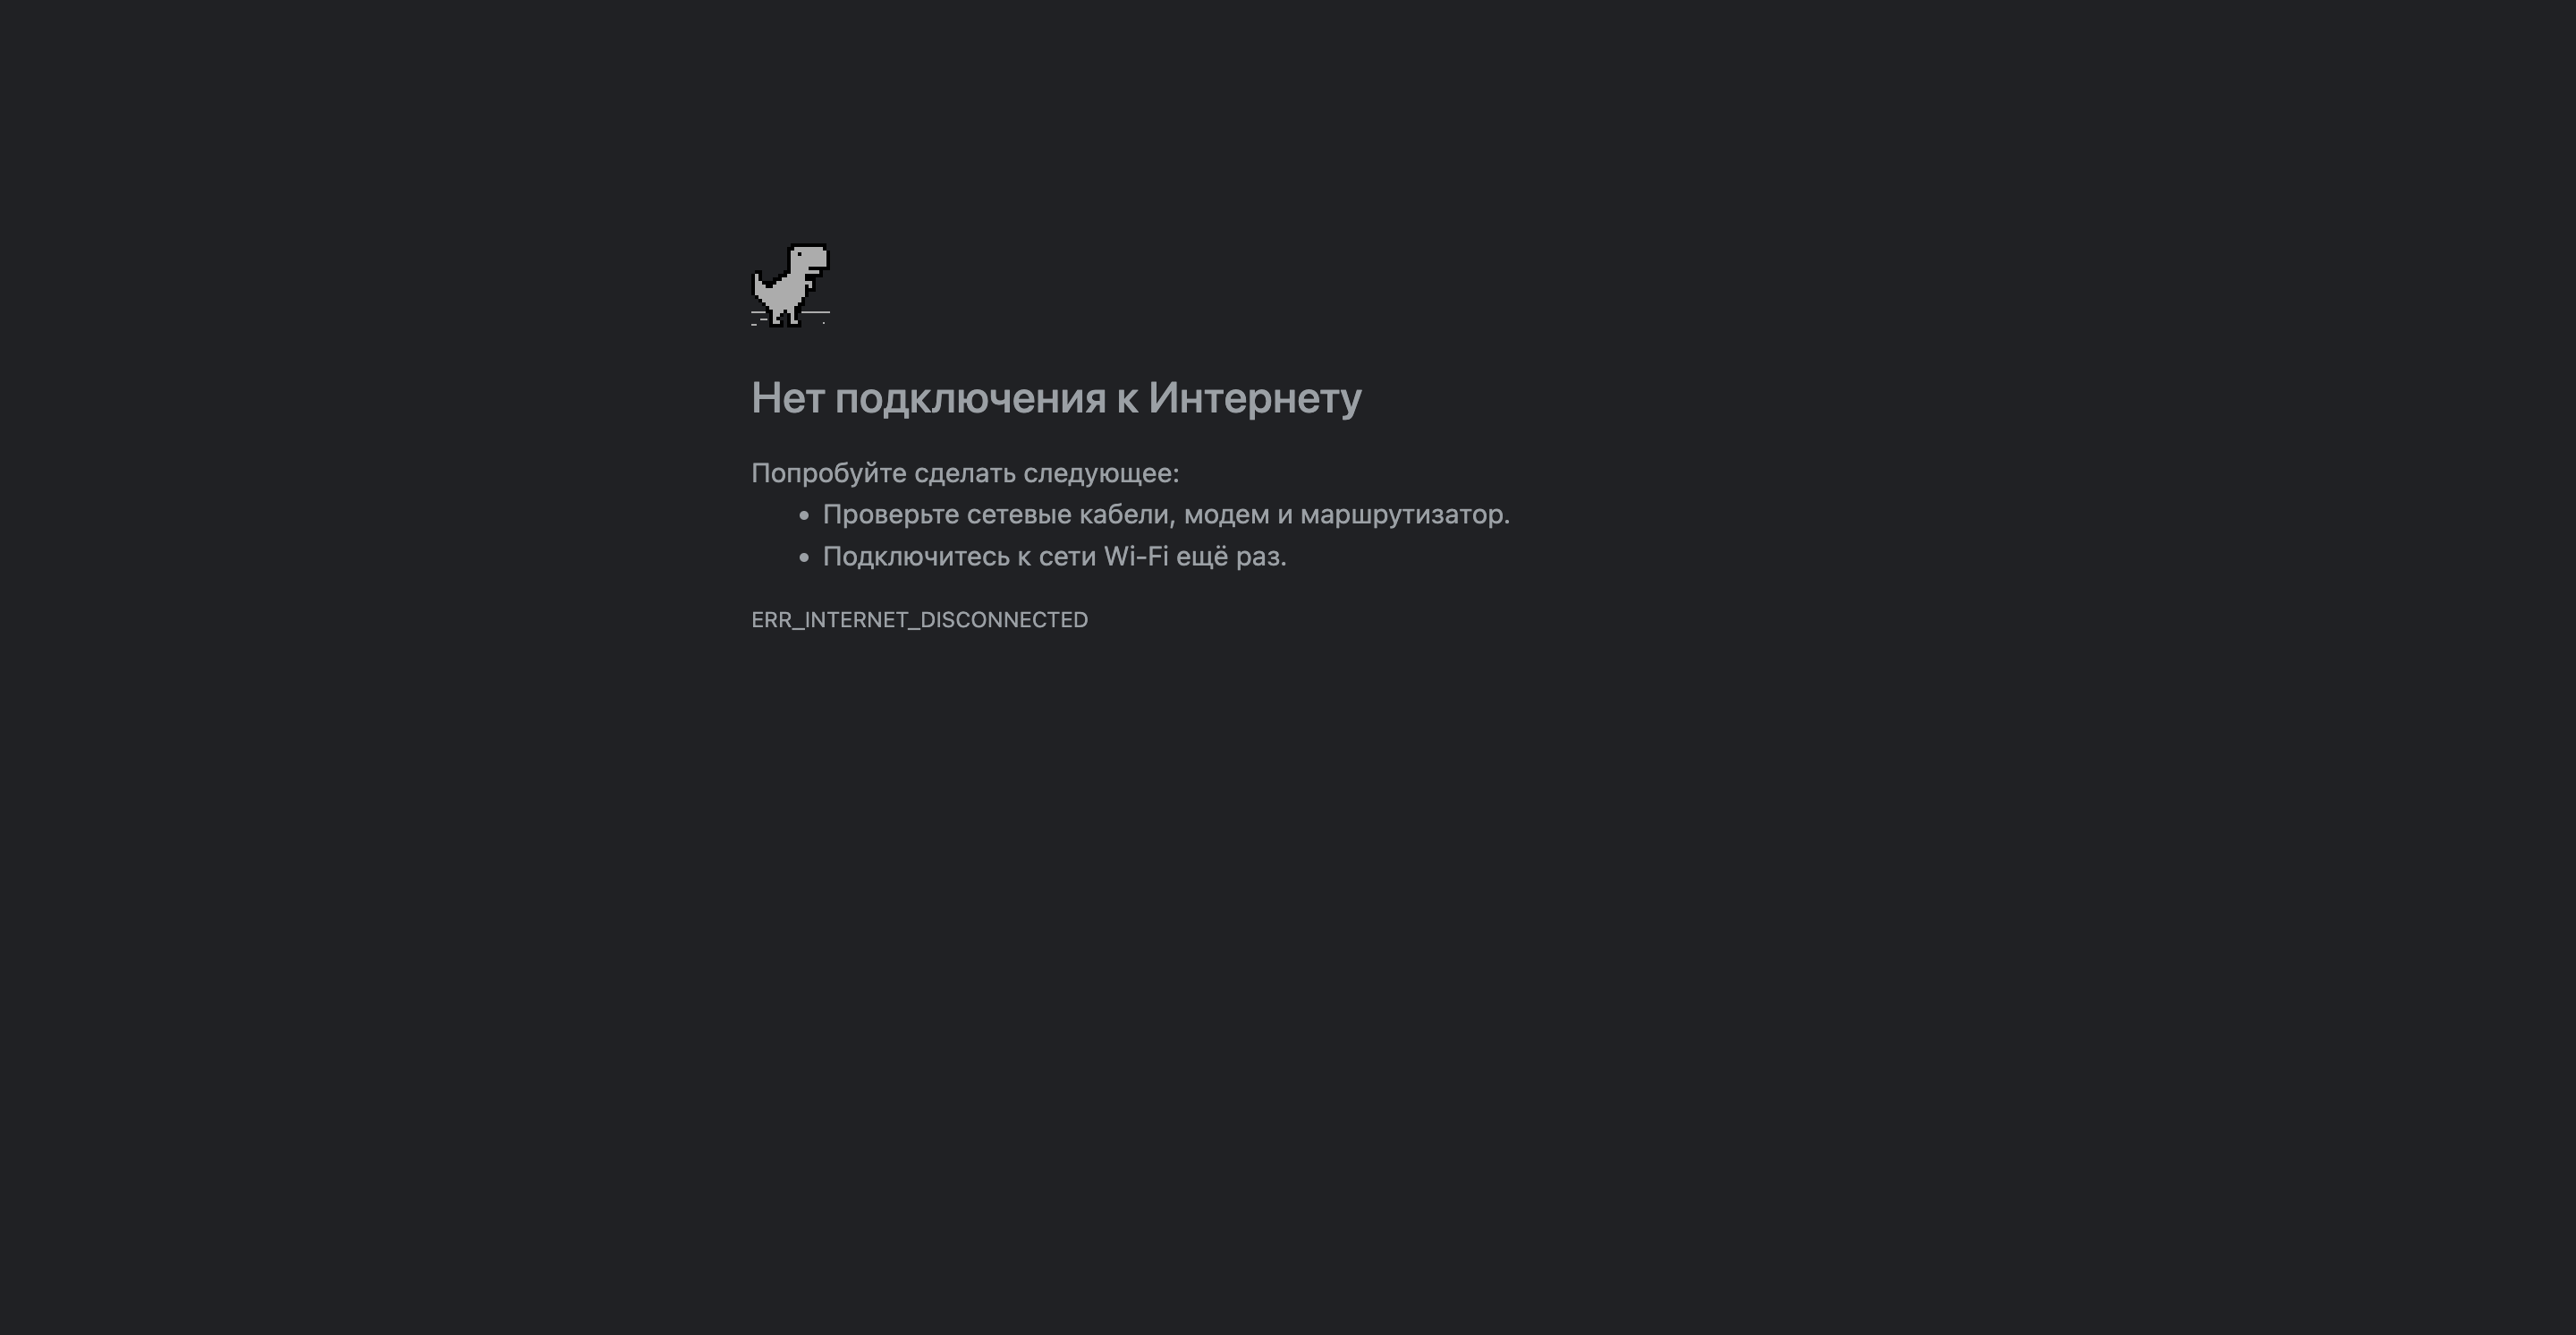 Нет подключения к Интернету
Попробуйте сделать следующее:
Проверьте сетевые кабели, модем и маршрутизатор.
Подключитесь к сети Wi-Fi ещё раз.
ERR_INTERNET_DISCONNECTED